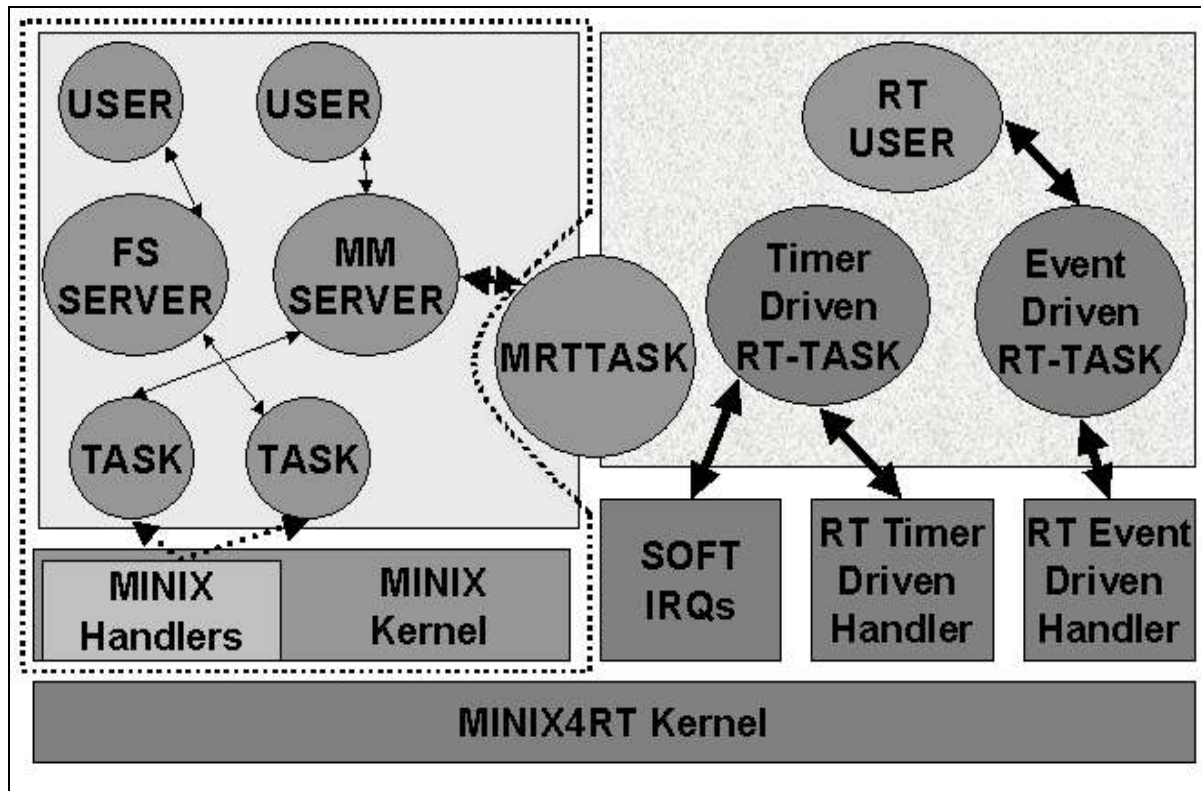 USER
USER
FS
SERVER
MM
SERVER
TASK
TASK
MINIX
Handlers
MINIX
Kernel
MRTTASK
RT
USER
Timer
Driven
RT-TASK
Event
Driven
RT-TASK
SOFT
IRQs
RT Timer
Driven
Handler
RT Event
Driven
Handler
MINIX4RT Kernel